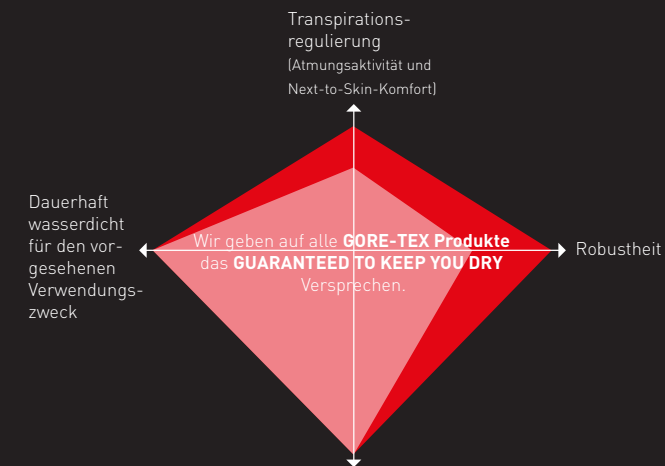 Transpirations-
regulierung
(Atmungsaktivität und
Next-to-Skin-Komfort)
Dauerhaft
wasserdicht
für den vor-
gesehenen
Verwendungs-
zweck
Wir geben auf alle GORE-TEX Produkte
das GUARANTEED TO KEEP YOU DRY
Versprechen.
Robustheit